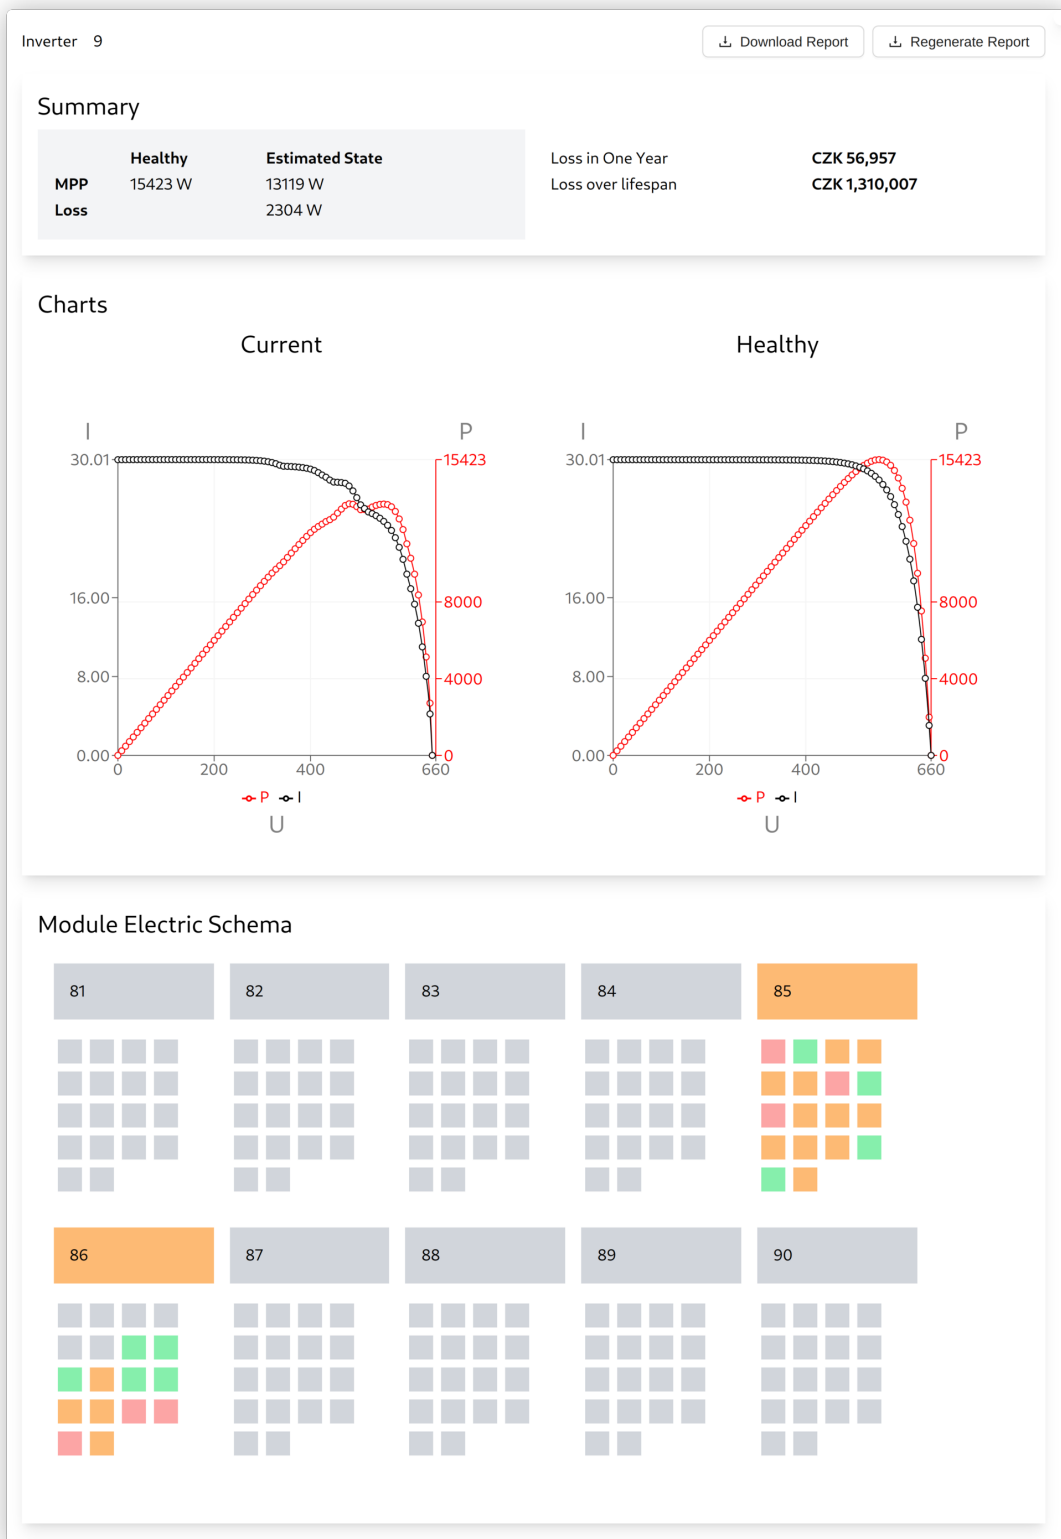 Inverter 9 Download Report Regenerate Report
Summary
Healthy Estimated State
MPP 15423 W 13119 W
Loss 2304 W
Loss in One Year CZK 56,957
Loss over lifespan CZK 1,310,007
Charts
Current
I P
30.01 15423
16.00 8000
8.00 4000
0.00 0
0 200 400 660
P I
U
Healthy
I P
30.01 15423
16.00 8000
8.00 4000
0.00 0
0 200 400 660
P I
U
Module Electric Schema
81 82 83 84 85
86 87 88 89 90